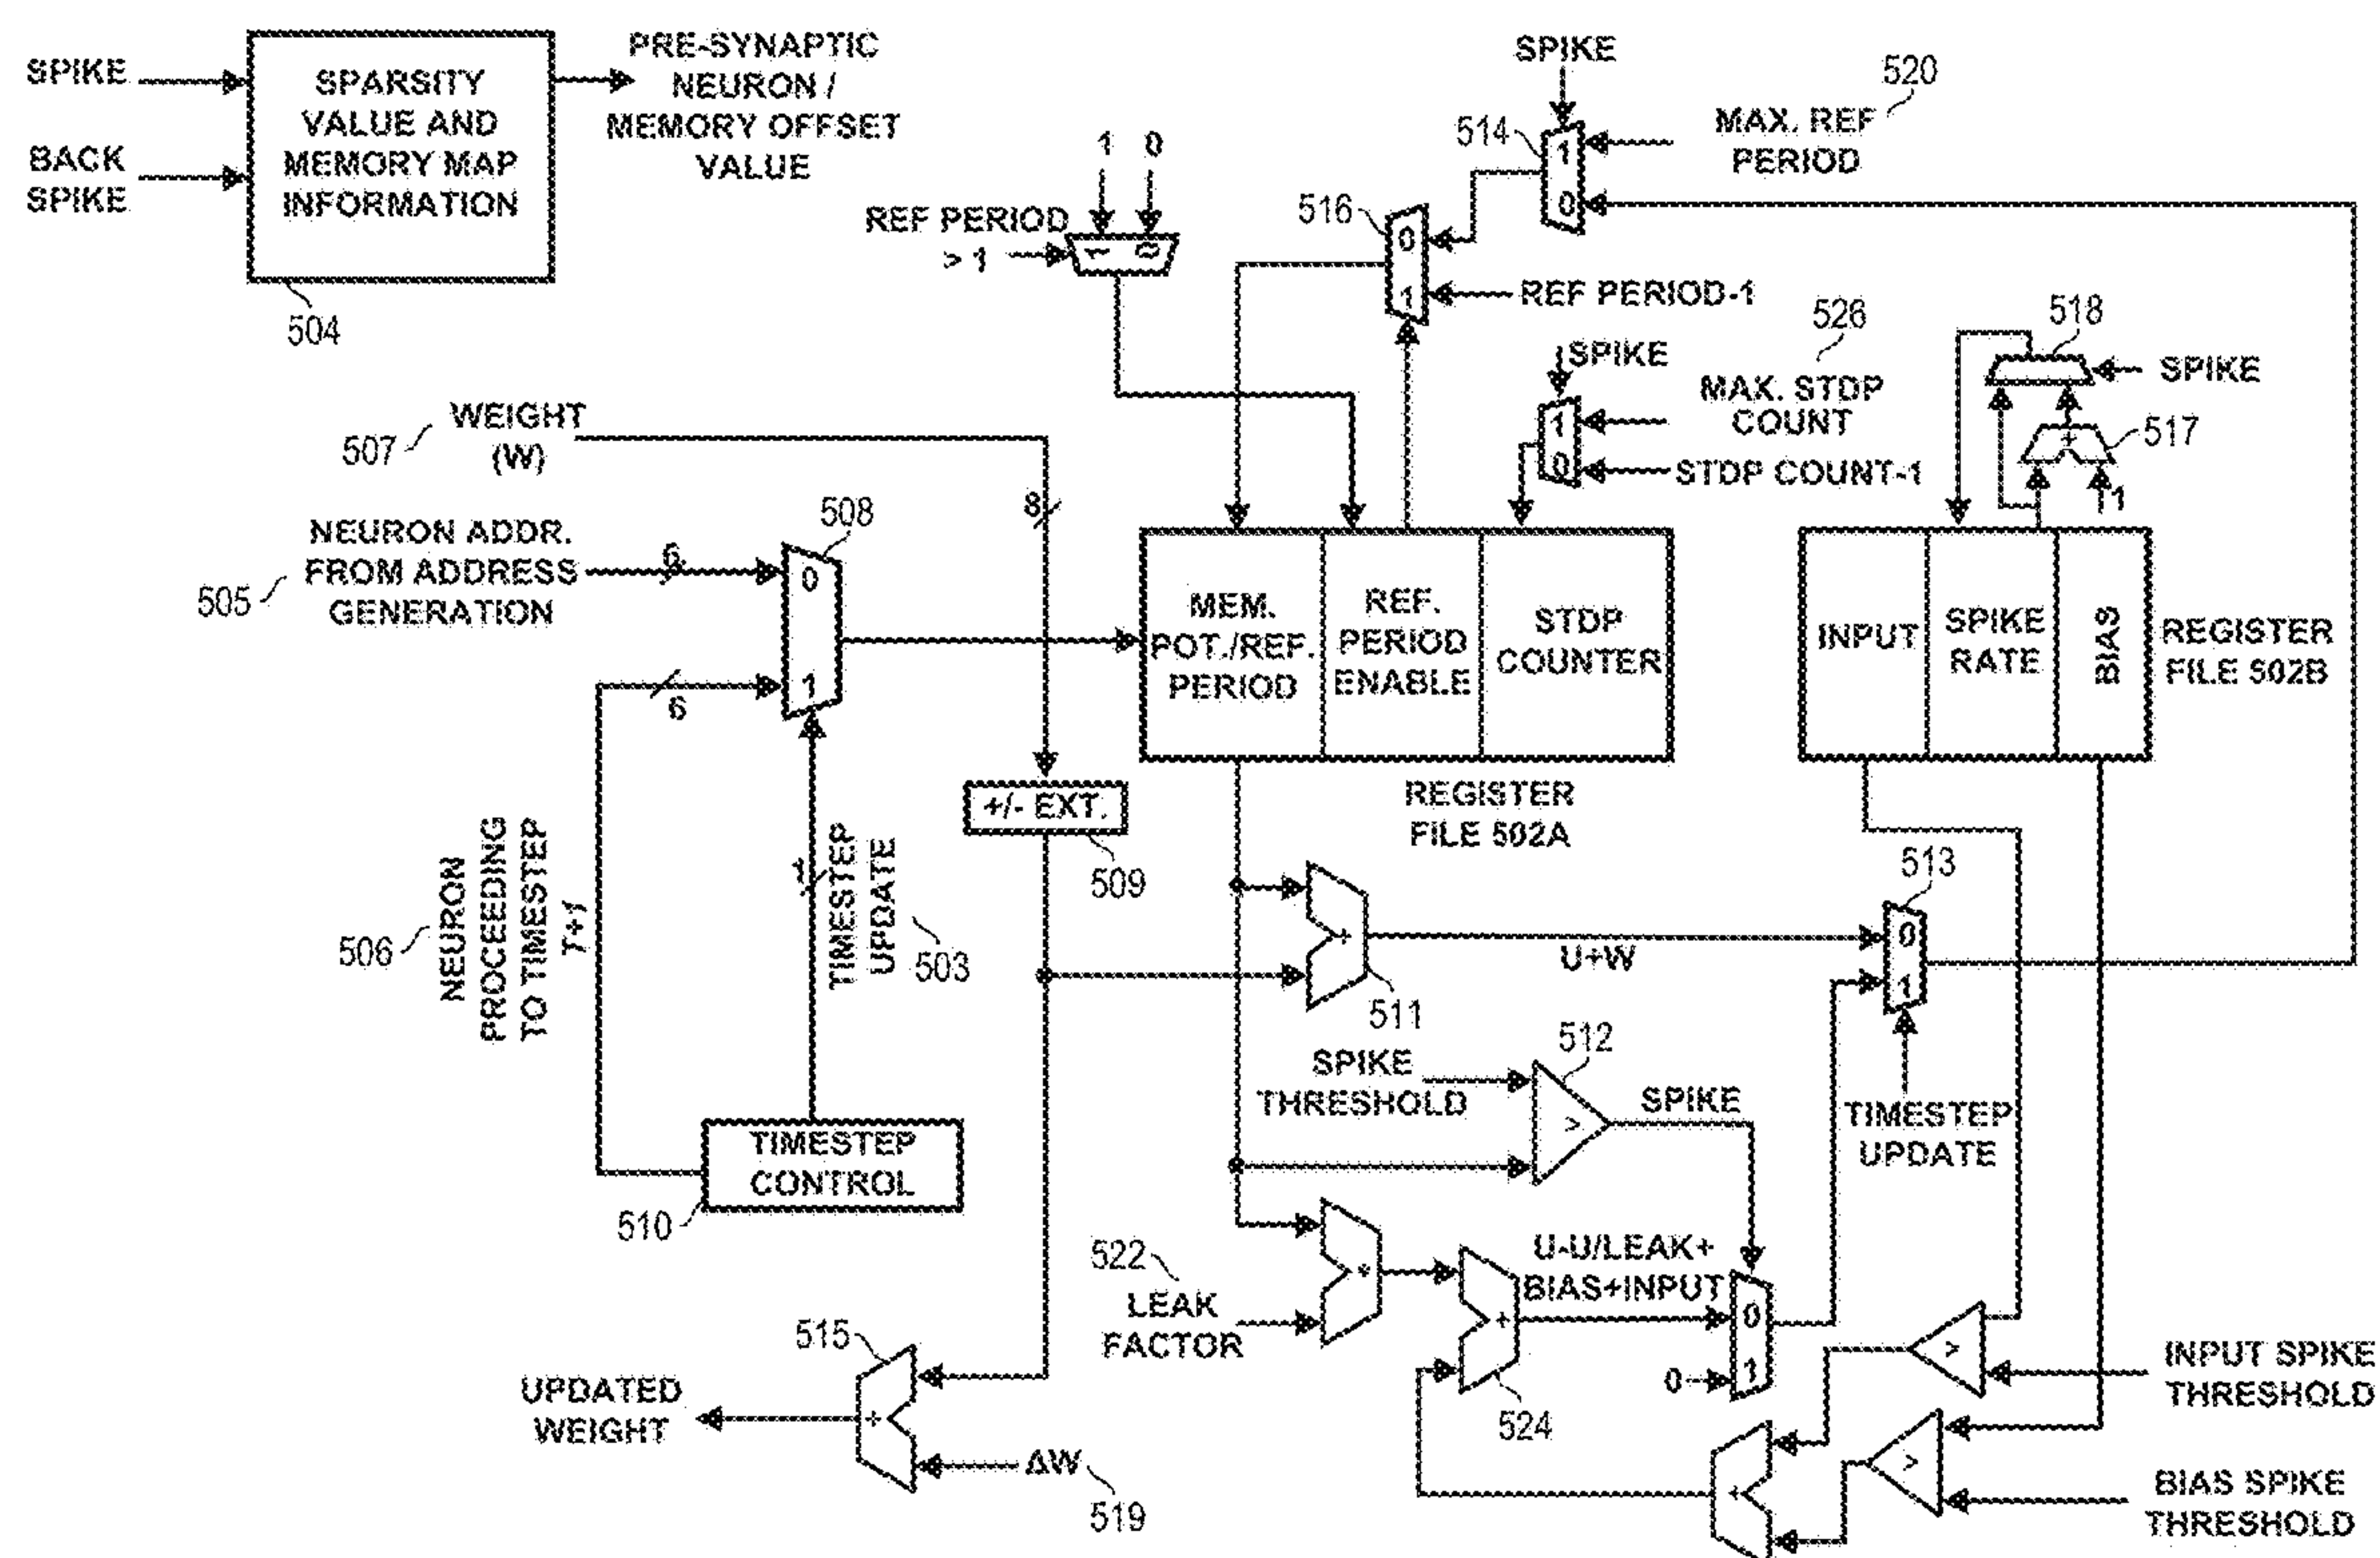 SPIKE
BACK
SPIKE
SPARSITY
VALUE AND
MEMORY MAP
INFORMATION
504
PRE-SYNAPTIC
NEURON /
MEMORY OFFSET
VALUE
1 0
REF PERIOD
> 1
1 0
SPIKE
514
1
0
MAX. REF
PERIOD
520
516
0
1
REF PERIOD-1
526
SPIKE
1
0
MAX. STDP
COUNT
STDP COUNT-1
518
SPIKE
+
517
1
507
WEIGHT
(W)
8
505
NEURON ADDR.
FROM ADDRESS
GENERATION
6
508
0
1
6
MEM.
POT./REF.
PERIOD
REF.
PERIOD
ENABLE
STDP
COUNTER
REGISTER
FILE 502A
INPUT
SPIKE
RATE
BIAS
REGISTER
FILE 502B
+/- EXT.
509
506
NEURON
PROCEEDING
TO TIMESTEP
T+1
1
TIMESTEP
UPDATE
503
TIMESTEP
CONTROL
510
+
511
U+W
513
0
1
TIMESTEP
UPDATE
SPIKE
THRESHOLD
512
>
SPIKE
522
LEAK
FACTOR
+
524
U-U/LEAK+
BIAS+INPUT
0
1
0
515
+
UPDATED
WEIGHT
ΔW
519
>
INPUT SPIKE
THRESHOLD
>
BIAS SPIKE
THRESHOLD
+